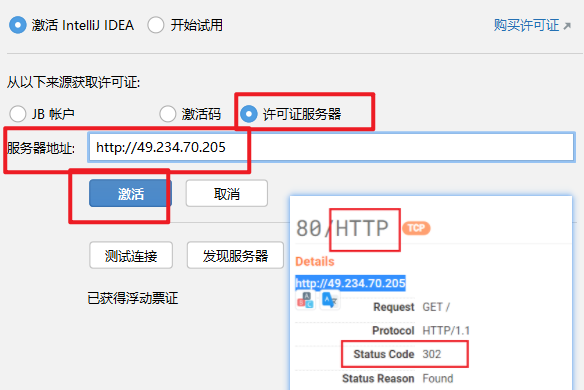 激活 IntelliJ IDEA 开始试用 购买许可证
从以下来源获取许可证:
JB 帐户 激活码 许可证服务器
服务器地址: http://49.234.70.205
激活 取消
测试连接 发现服务器
已获得浮动票证
80/HTTP TCP
Details
http://49.234.70.205
Request GET /
Protocol HTTP/1.1
Status Code 302
Status Reason Found